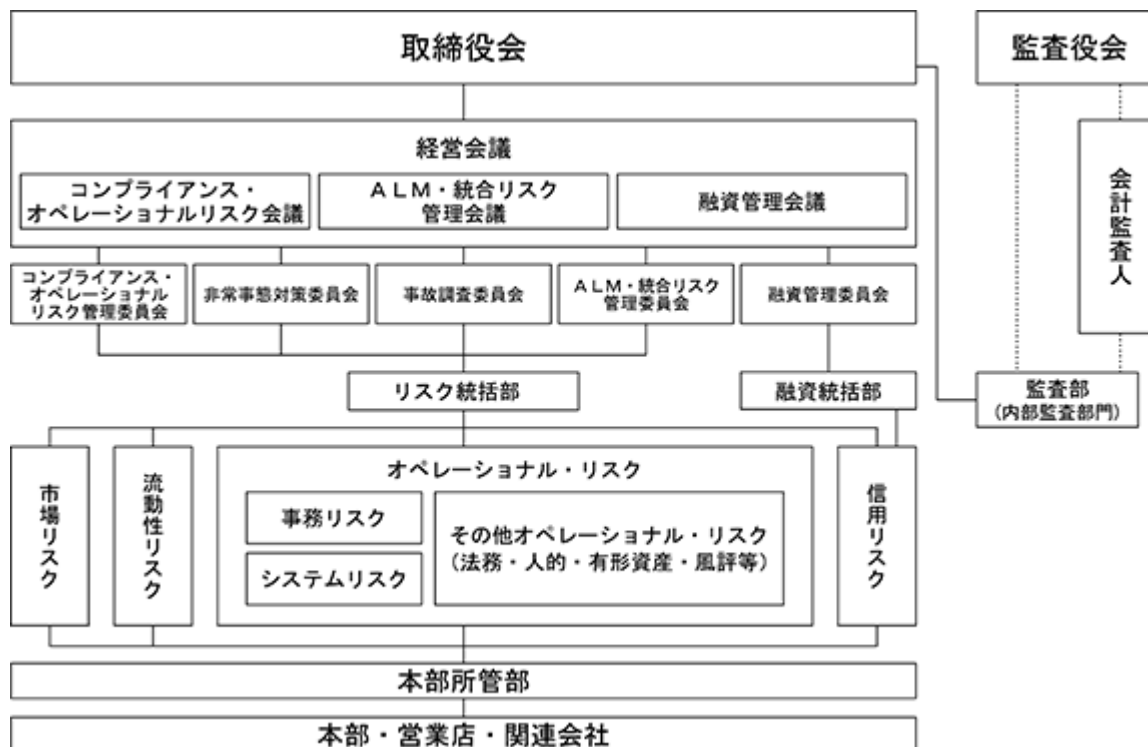 取締役会
監査役会
経営会議
コンプライアンス・
オペレーショナルリスク会議
ＡＬＭ・統合リスク
管理会議
融資管理会議
会計監査人
コンプライアンス・
オペレーショナル
リスク管理委員会
非常事態対策委員会
事故調査委員会
ＡＬＭ・統合リスク
管理委員会
融資管理委員会
リスク統括部
融資統括部
監査部
（内部監査部門）
市場リスク
流動性リスク
オペレーショナル・リスク
事務リスク
システムリスク
その他オペレーショナル・リスク
（法務・人的・有形資産・風評等）
信用リスク
本部所管部
本部・営業店・関連会社